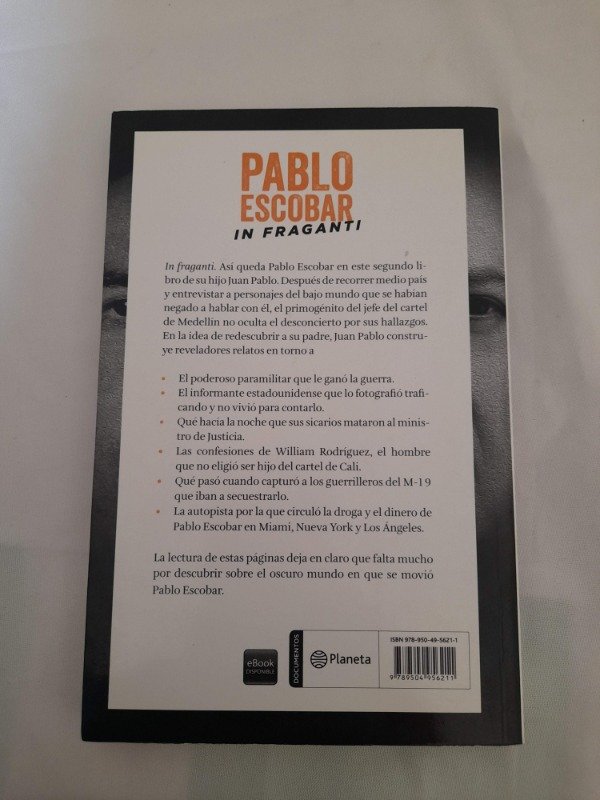 PABLO
ESCOBAR
IN FRAGANTI
In fraganti. Así queda Pablo Escobar en este segundo li-
bro de su hijo Juan Pablo. Después de recorrer medio país
y entrevistar a personajes del bajo mundo que se habían
negado a hablar con él, el primogénito del jefe del cartel
de Medellín no oculta el desconcierto por sus hallazgos.
En la idea de redescubrir a su padre, Juan Pablo constru-
ye reveladores relatos en torno a
• El poderoso paramilitar que le ganó la guerra.
• El informante estadounidense que lo fotografió trafi-
cando y no vivió para contarlo.
• Qué hacía la noche que sus sicarios mataron al minis-
tro de Justicia.
• Las confesiones de William Rodríguez, el hombre
que no eligió ser hijo del cartel de Cali.
• Qué pasó cuando capturó a los guerrilleros del M-19
que iban a secuestrarlo.
• La autopista por la que circuló la droga y el dinero de
Pablo Escobar en Miami, Nueva York y Los Ángeles.
La lectura de estas páginas deja en claro que falta mucho
por descubrir sobre el oscuro mundo en que se movió
Pablo Escobar.
eBook
DISPONIBLE
DOCUMENTOS
Planeta
ISBN 978-950-49-5621-1
9 789504 956211